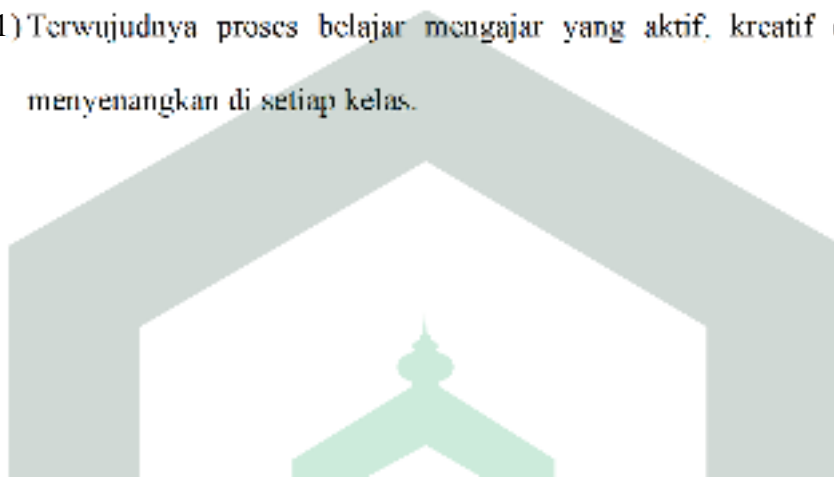 1) Terwujudnya proses belajar mengajar yang aktif, kreatif
menyenangkan di setiap kelas.